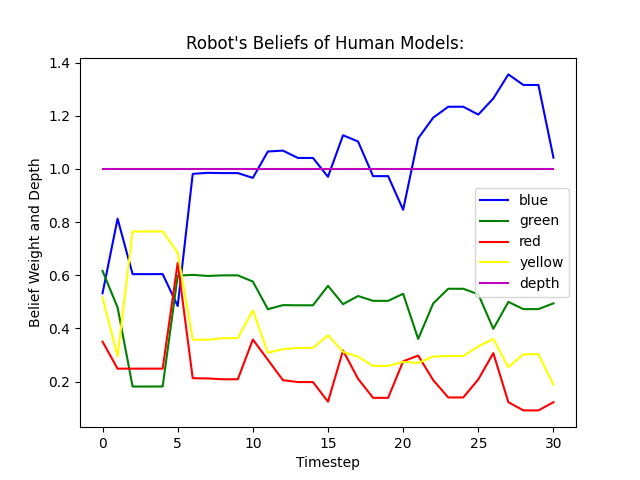 Robot's Beliefs of Human Models:
Belief Weight and Depth
1.4
1.2
1.0
0.8
0.6
0.4
0.2
blue
green
red
yellow
depth
0 5 10 15 20 25 30
Timestep